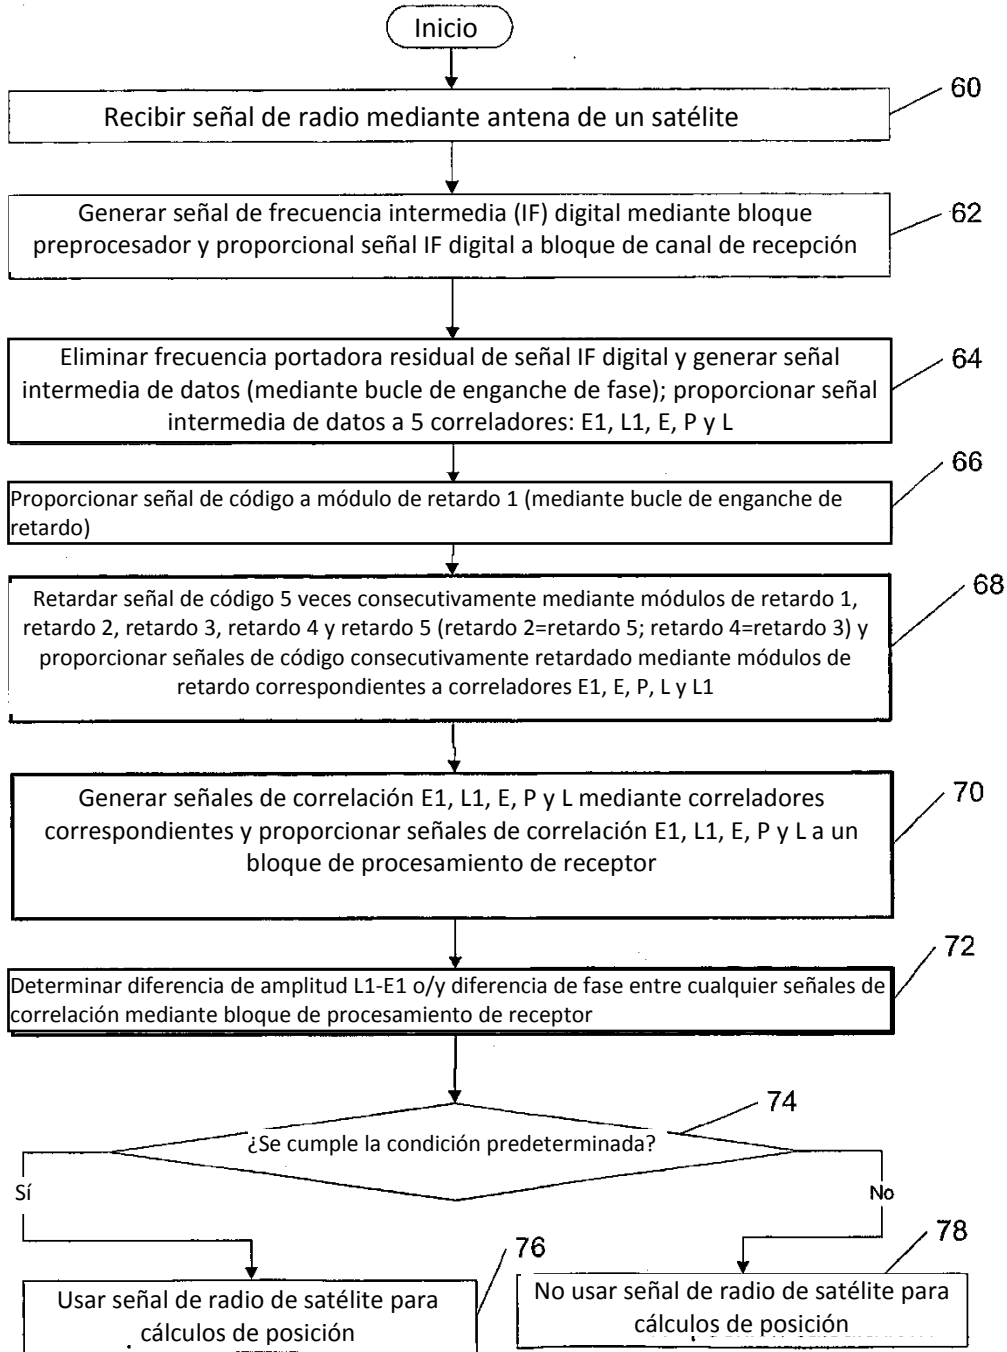 Inicio
60
Recibir señal de radio mediante antena de un satélite
62
Generar señal de frecuencia intermedia (IF) digital mediante bloque
preprocesador y proporcional señal IF digital a bloque de canal de recepción
64
Eliminar frecuencia portadora residual de señal IF digital y generar señal
intermedia de datos (mediante bucle de enganche de fase); proporcionar señal
intermedia de datos a 5 correladores: E1, L1, E, P y L
66
Proporcionar señal de código a módulo de retardo 1 (mediante bucle de enganche de
retardo)
68
Retardar señal de código 5 veces consecutivamente mediante módulos de retardo 1,
retardo 2, retardo 3, retardo 4 y retardo 5 (retardo 2=retardo 5; retardo 4=retardo 3) y
proporcionar señales de código consecutivamente retardado mediante módulos de
retardo correspondientes a correladores E1, E, P, L y L1
70
Generar señales de correlación E1, L1, E, P y L mediante correladores
correspondientes y proporcionar señales de correlación E1, L1, E, P y L a un
bloque de procesamiento de receptor
72
Determinar diferencia de amplitud L1-E1 o/y diferencia de fase entre cualquier señales de
correlación mediante bloque de procesamiento de receptor
74
¿Se cumple la condición predeterminada?
Sí
No
76
78
Usar señal de radio de satélite para
cálculos de posición
No usar señal de radio de satélite para
cálculos de posición